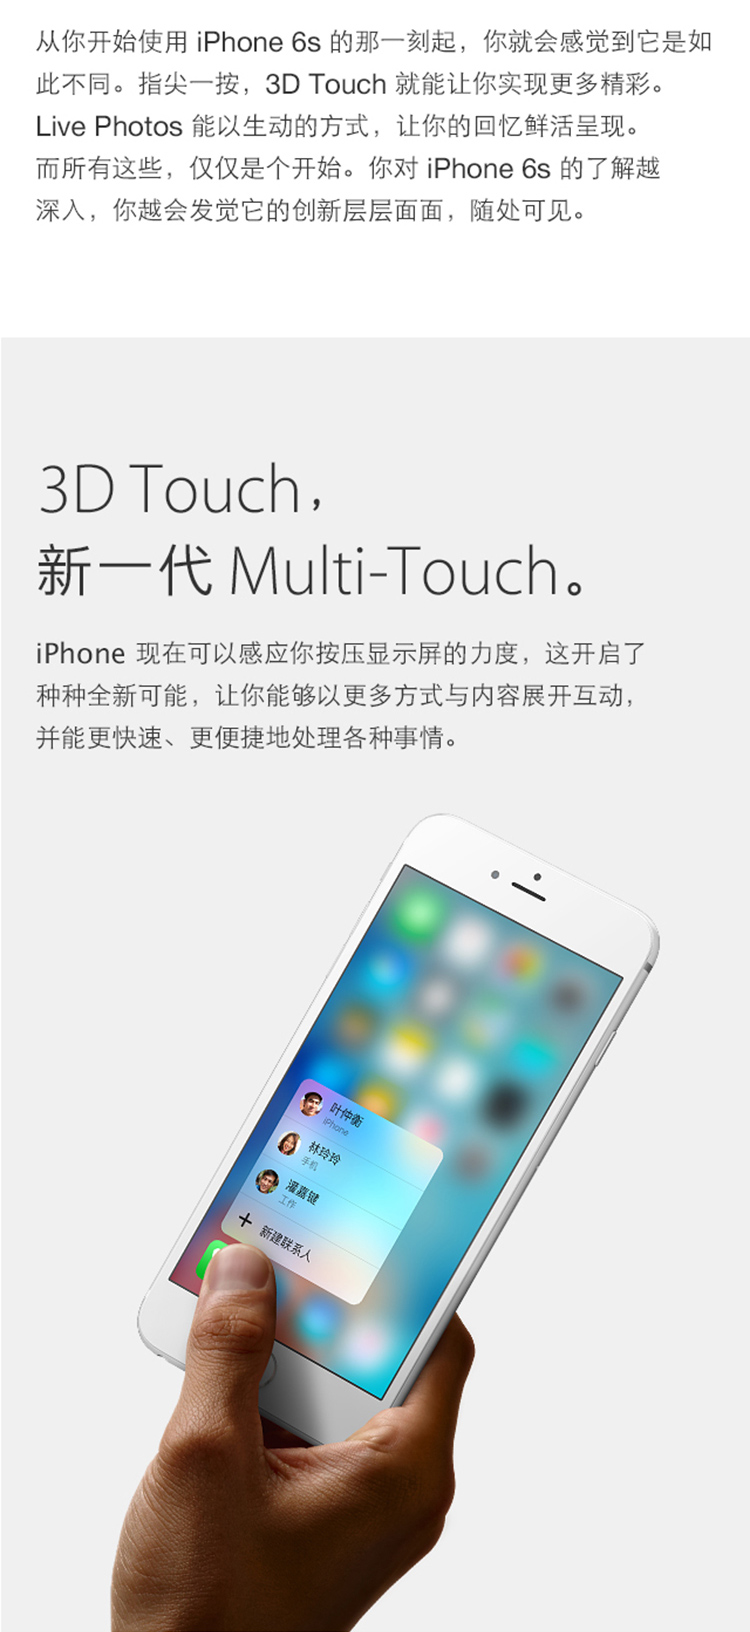 从你开始使用 iPhone 6s 的那一刻起，你就会感觉到它是如
此不同。指尖一按，3D Touch 就能让你实现更多精彩。
Live Photos 能以生动的方式，让你的回忆鲜活呈现。
而所有这些，仅仅是个开始。你对 iPhone 6s 的了解越
深入，你越会发觉它的创新层层面面，随处可见。
3D Touch，
新一代 Multi-Touch。
iPhone 现在可以感应你按压显示屏的力度，这开启了
种种全新可能，让你能够以更多方式与内容展开互动，
并能更快速、更便捷地处理各种事情。
叶仲衡
iPhone
林玲玲
手机
灌嘉键
工作
新建联系人